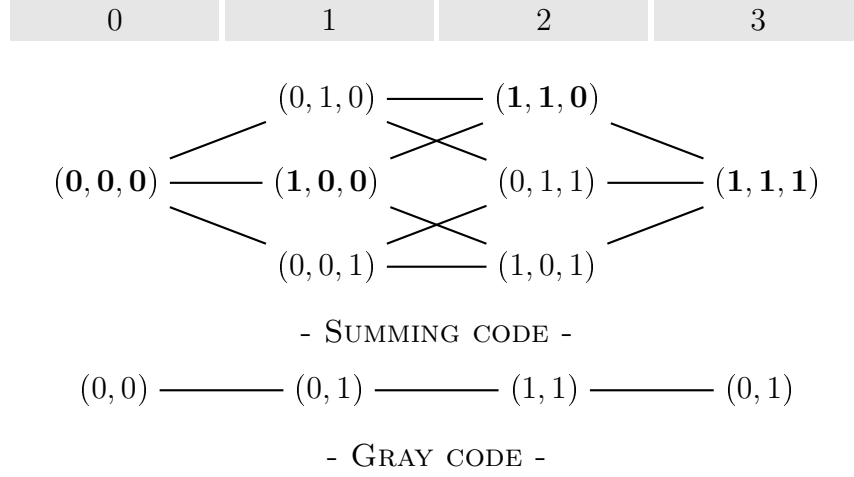 0 1 2 3
(0, 1, 0) (1, 1, 0)
(0, 0, 0) (1, 0, 0) (0, 1, 1) (1, 1, 1)
(0, 0, 1) (1, 0, 1)
- SUMMING CODE -
(0, 0) (0, 1) (1, 1) (0, 1)
- GRAY CODE -